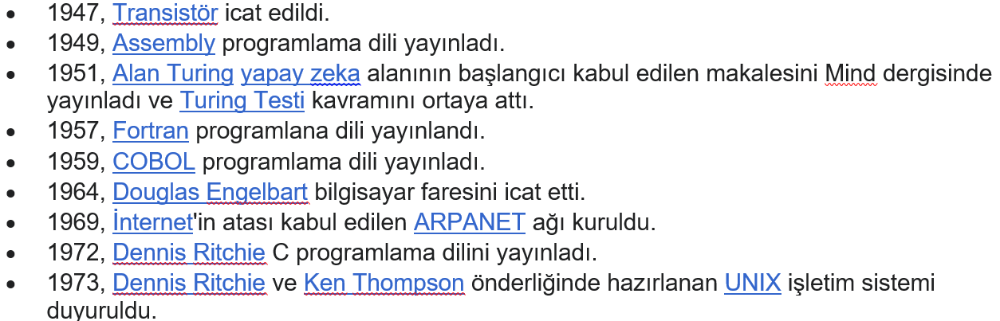 • 1947, Transistör icat edildi.
• 1949, Assembly programlama dili yayınladı.
• 1951, Alan Turing yapay zeka alanının başlangıcı kabul edilen makalesini Mind dergisinde
yayınladı ve Turing Testi kavramını ortaya attı.
• 1957, Fortran programlana dili yayınlandı.
• 1959, COBOL programlama dili yayınladı.
• 1964, Douglas Engelbart bilgisayar faresini icat etti.
• 1969, İnternet'in atası kabul edilen ARPANET ağı kuruldu.
• 1972, Dennis Ritchie C programlama dilini yayınladı.
• 1973, Dennis Ritchie ve Ken Thompson önderliğinde hazırlanan UNIX işletim sistemi
duyuruldu.